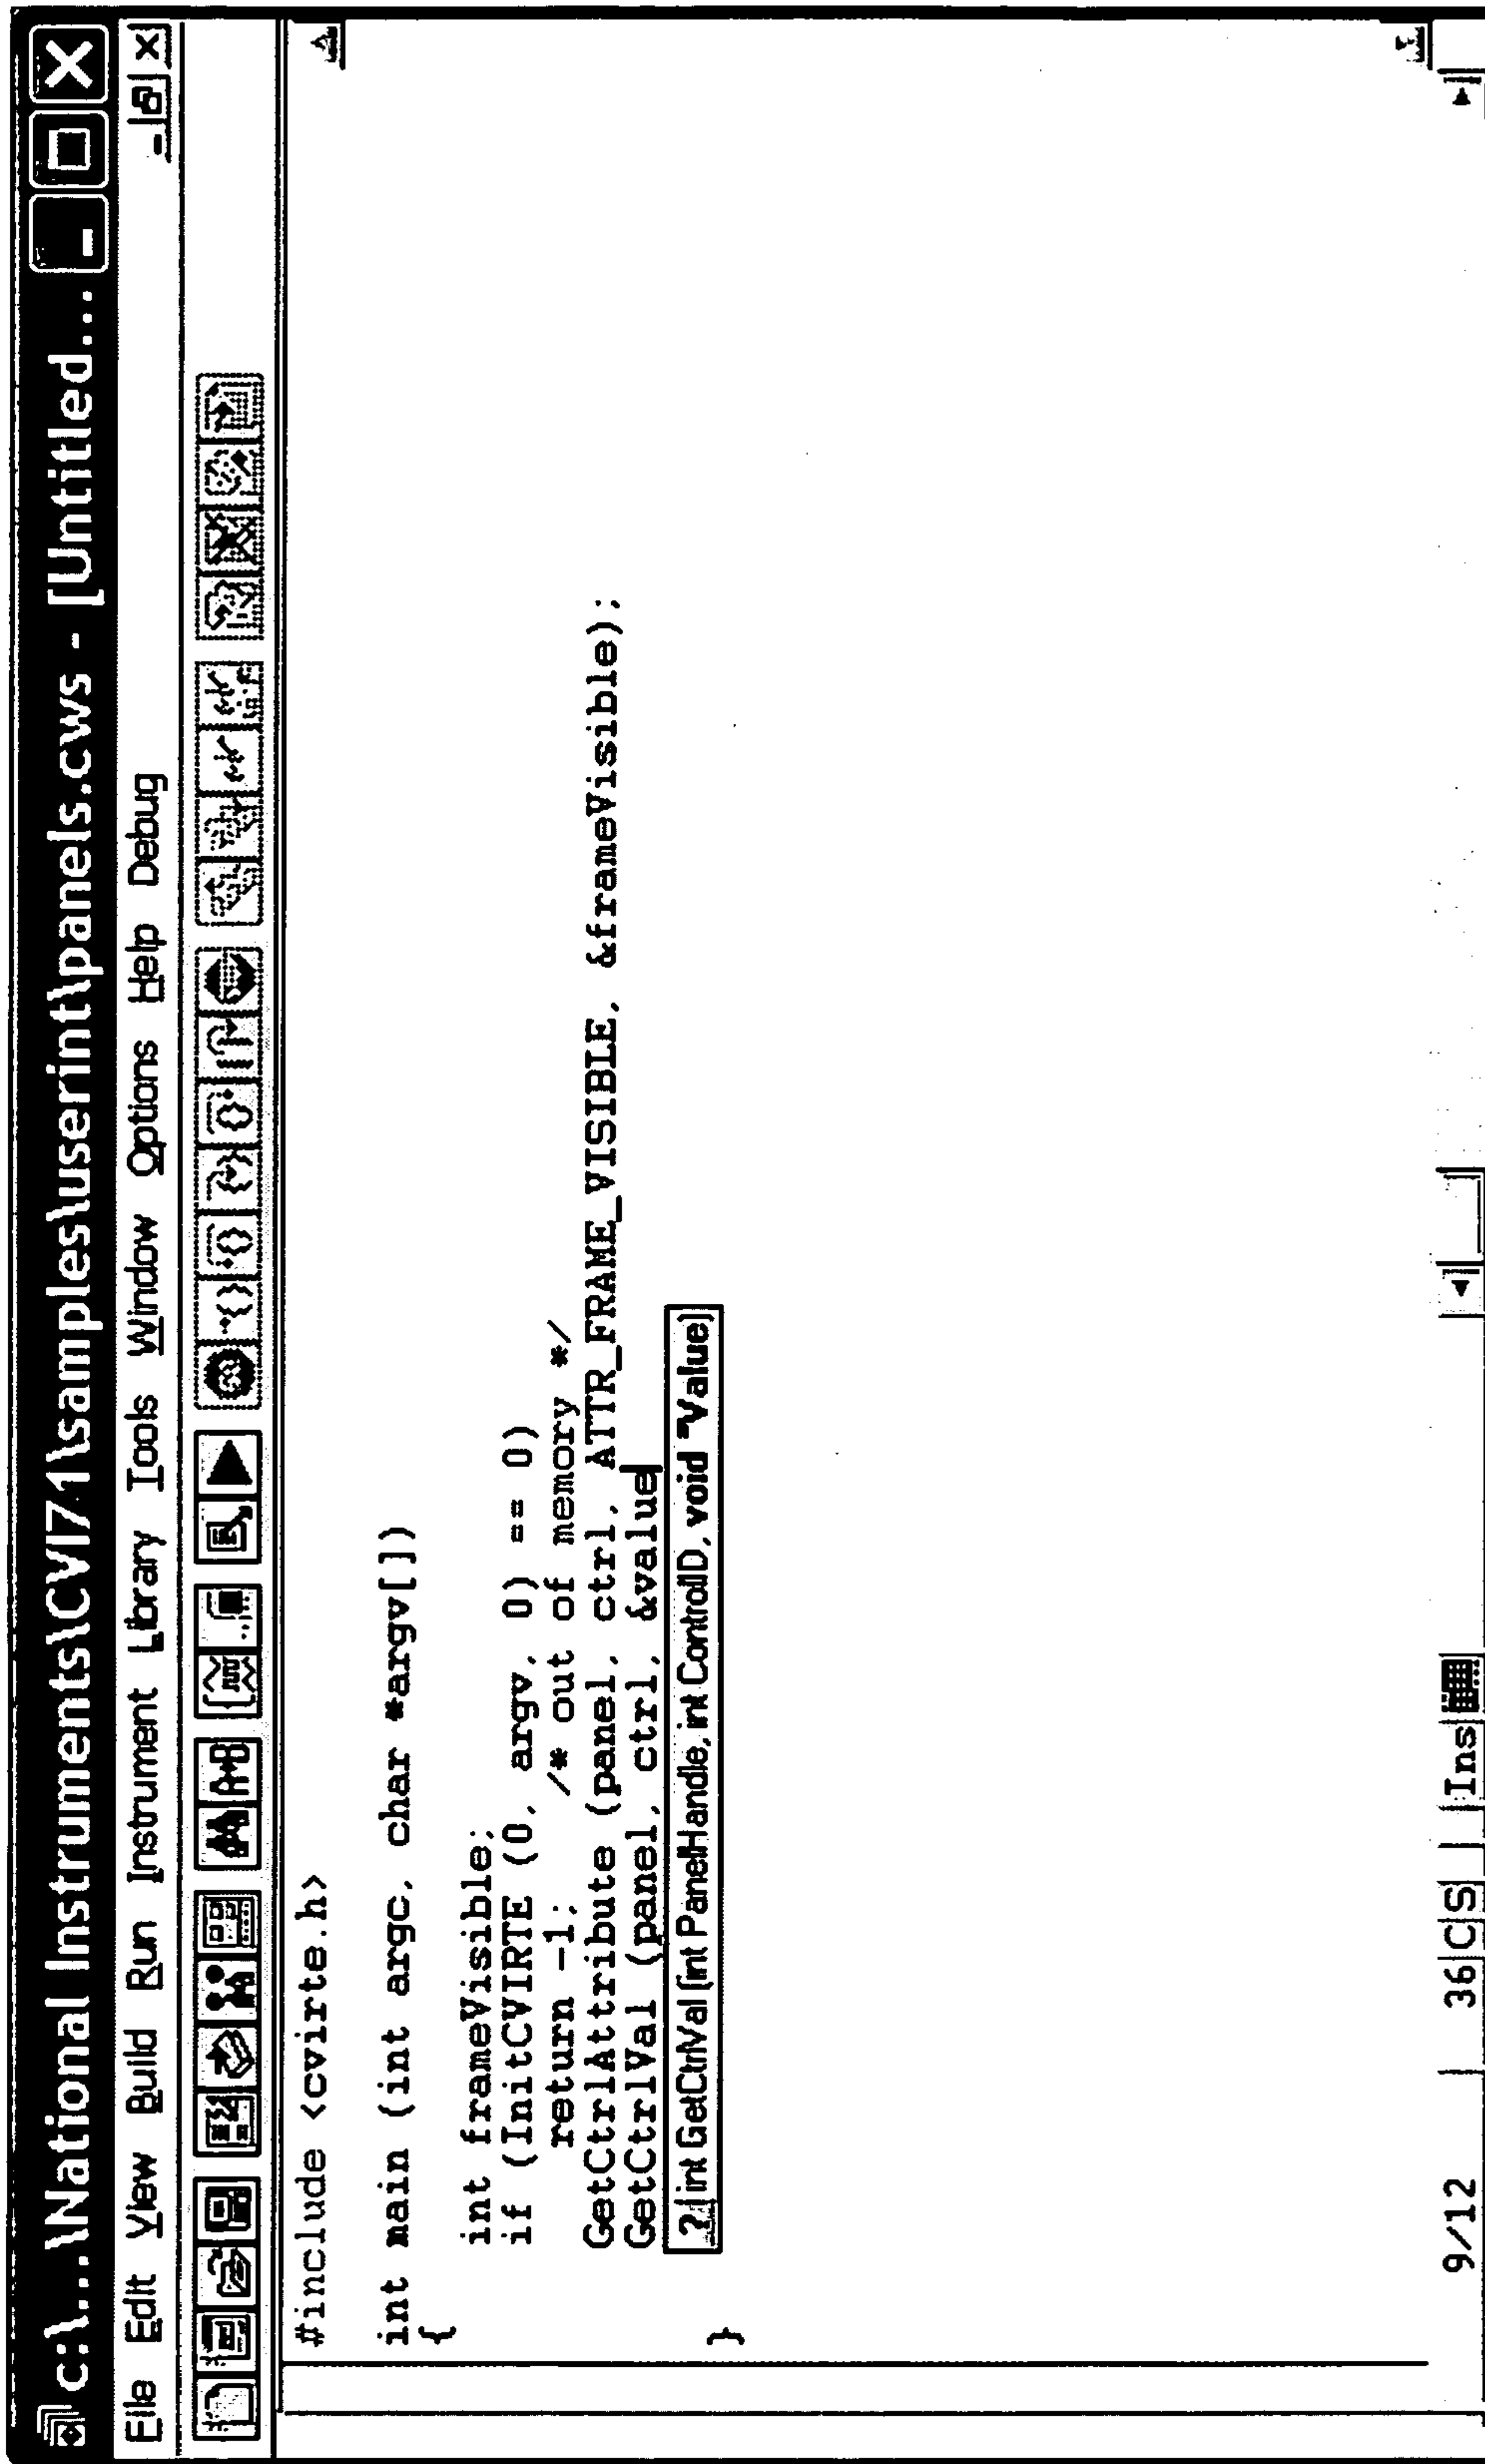 c:\...\National Instruments\CVI71\samples\userint\panels.cws - [Untitled...
File Edit View Build Run Instrument Library Tools Window Options Help Debug
#include <cvirte.h>
int main (int argc, char *argv[])
{
int frameVisible;
if (InitCVIRTE (0, argv, 0) == 0)
return -1; /* out of memory */
GetCtrlAttribute (panel, ctrl, ATTR_FRAME_VISIBLE, &frameVisible);
GetCtrlVal (panel, ctrl, &value
? int GetCtrlVal (int PanelHandle, int ControlID, void *Value)
}
9/12 36 C S Ins